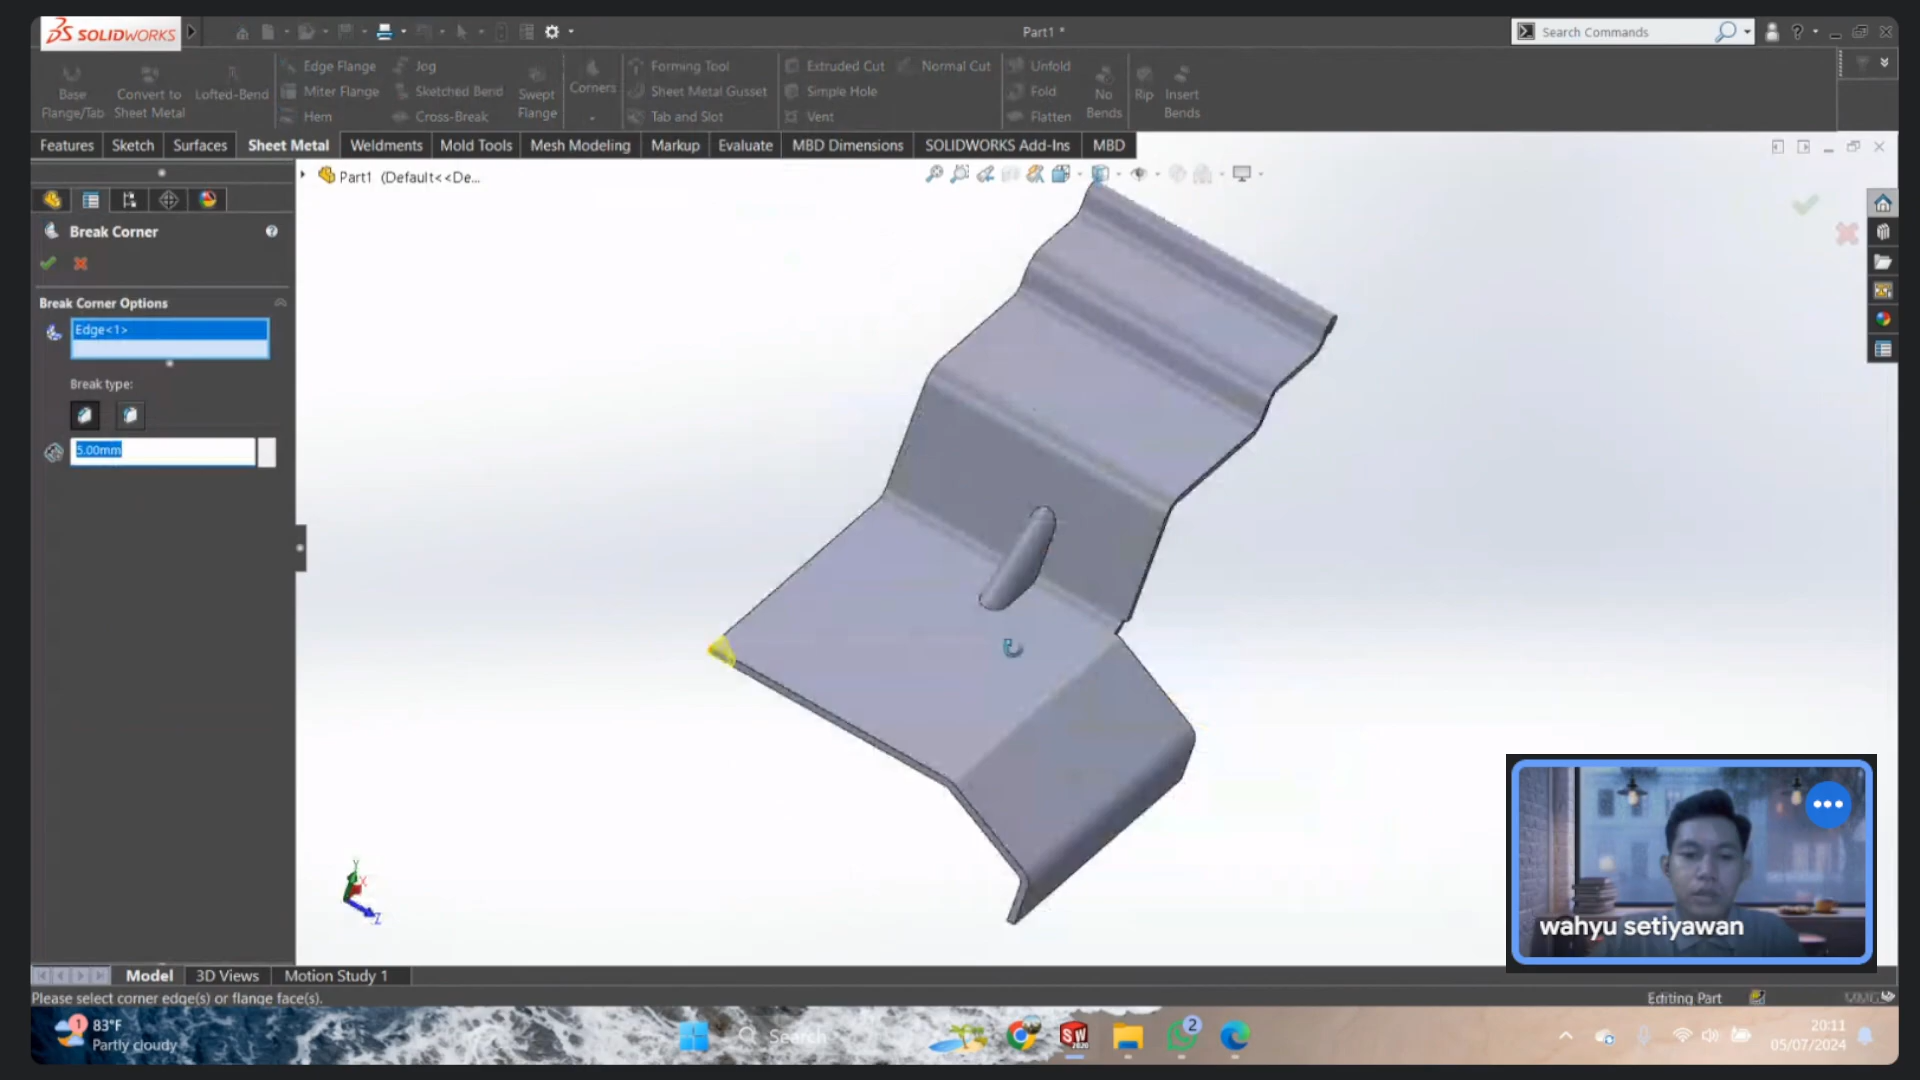 SOLIDWORKS
Part1 *
Search Commands
Base Flange/Tab
Convert to Sheet Metal
Lofted-Bend
Edge Flange
Miter Flange
Hem
Jog
Sketched Bend
Cross-Break
Swept Flange
Corners
Forming Tool
Sheet Metal Gusset
Tab and Slot
Extruded Cut
Simple Hole
Vent
Normal Cut
Unfold
Fold
Flatten
No Bends
Rip
Insert Bends
Features Sketch Surfaces Sheet Metal Weldments Mold Tools Mesh Modeling Markup Evaluate MBD Dimensions SOLIDWORKS Add-Ins MBD
Part1 (Default<<De...
Break Corner
Break Corner Options
Edge<1>
Break type:
5.00mm
Y
X
Z
wahyu setiyawan
Model 3D Views Motion Study 1
Please select corner edge(s) or flange face(s).
Editing Part
1
83°F
Partly cloudy
Search
SW
2020
2
20:11
05/07/2024